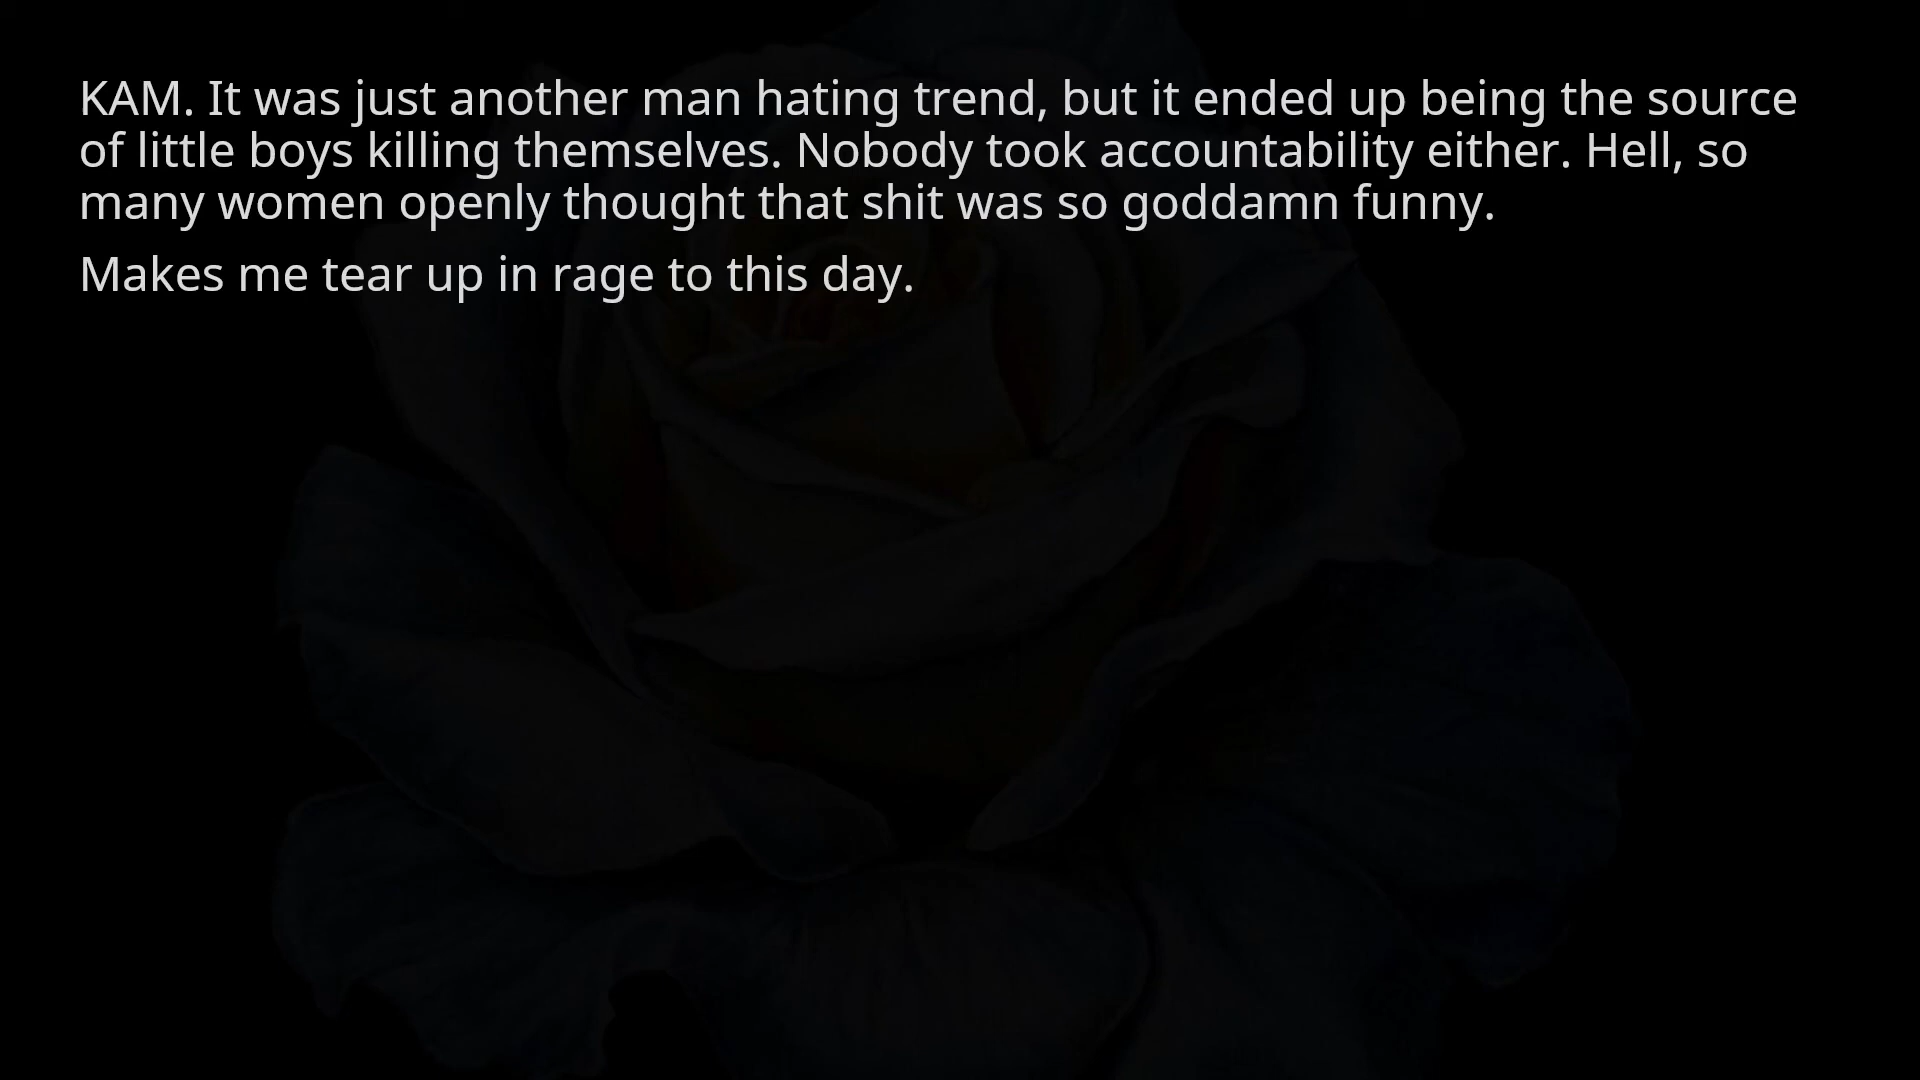 KAM. It was just another man hating trend, but it ended up being the source
of little boys killing themselves. Nobody took accountability either. Hell, so
many women openly thought that shit was so goddamn funny.
Makes me tear up in rage to this day.